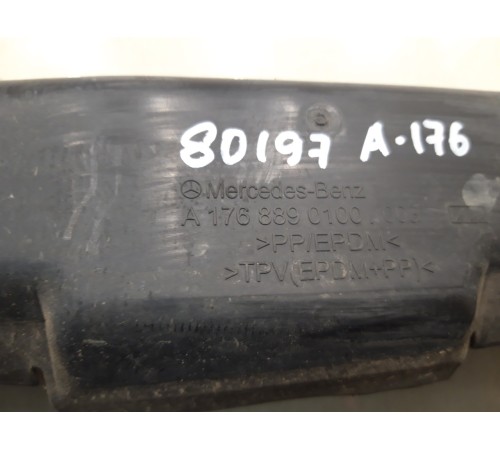 80197 A-176
Mercedes-Benz
A 176 889 0100
>PP/EPDM<
>TPV(EPDM+PP)<